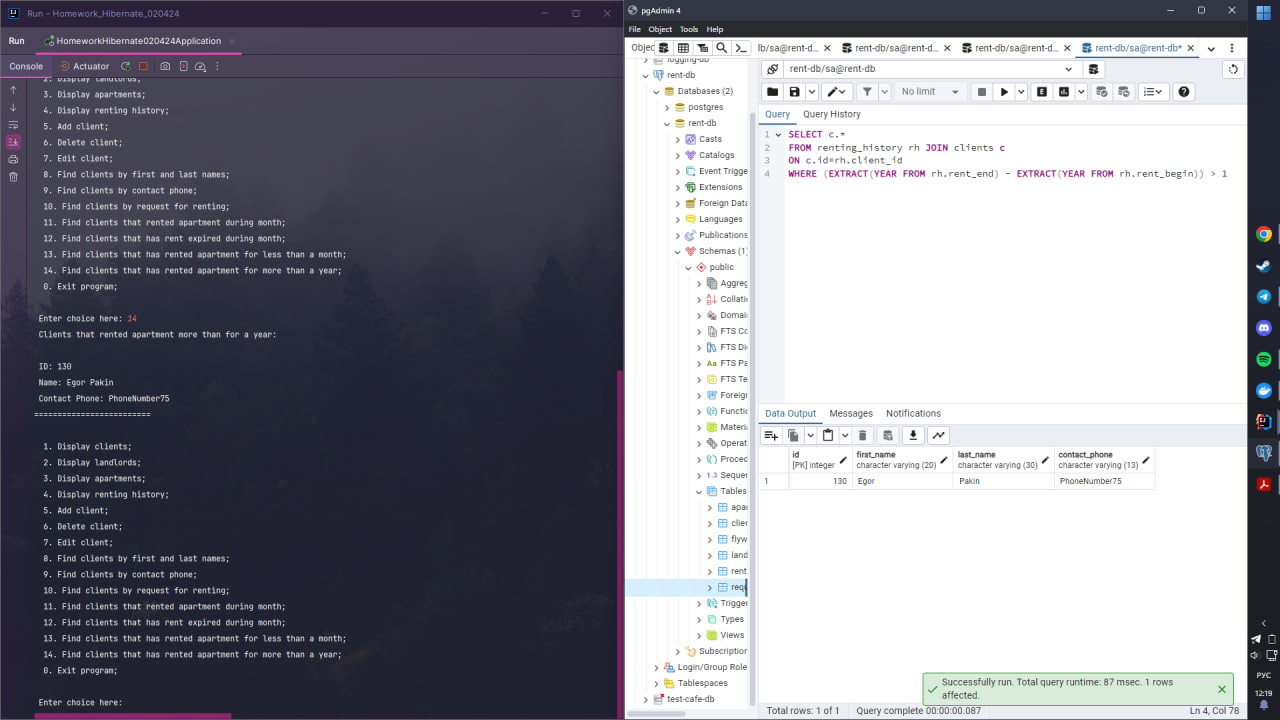 Run - Homework_Hibernate_020424
Run
HomeworkHibernate020424Application
Console
Actuator
2. Display landlords;
3. Display apartments;
4. Display renting history;
5. Add client;
6. Delete client;
7. Edit client;
8. Find clients by first and last names;
9. Find clients by contact phone;
10. Find clients by request for renting;
11. Find clients that rented apartment during month;
12. Find clients that has rent expired during month;
13. Find clients that has rented apartment for less than a month;
14. Find clients that has rented apartment for more than a year;
0. Exit program;
Enter choice here: 14
Clients that rented apartment more than for a year:
ID: 130
Name: Egor Pakin
Contact Phone: PhoneNumber75
=========================
1. Display clients;
2. Display landlords;
3. Display apartments;
4. Display renting history;
5. Add client;
6. Delete client;
7. Edit client;
8. Find clients by first and last names;
9. Find clients by contact phone;
10. Find clients by request for renting;
11. Find clients that rented apartment during month;
12. Find clients that has rent expired during month;
13. Find clients that has rented apartment for less than a month;
14. Find clients that has rented apartment for more than a year;
0. Exit program;
Enter choice here:
pgAdmin 4
File Object Tools Help
Objec
b/sa@rent-d...
rent-db/sa@rent-d...
rent-db/sa@rent-d...
rent-db/sa@rent-db*
logging-db
rent-db
Databases (2)
postgres
rent-db
Casts
Catalogs
Event Trigge
Extensions
Foreign Data
Languages
Publications
Schemas (1)
public
Aggreg
Collati
Domai
FTS Co
FTS Di
FTS Pa
FTS Te
Foreig
Functio
Materi
Operat
Proced
1..3 Sequer
Tables
apar
clier
flyw
land
rent
requ
Trigger
Types
Views
Subscription
Login/Group Role
Tablespaces
test-cafe-db
rent-db/sa@rent-db
No limit
Query Query History
1 SELECT c.*
2 FROM renting_history rh JOIN clients c
3 ON c.id=rh.client_id
4 WHERE (EXTRACT(YEAR FROM rh.rent_end) - EXTRACT(YEAR FROM rh.rent_begin)) > 1
Data Output Messages Notifications
id
[PK] integer
first_name
character varying (20)
last_name
character varying (30)
contact_phone
character varying (13)
1 130 Egor Pakin PhoneNumber75
Successfully run. Total query runtime: 87 msec. 1 rows
affected.
Total rows: 1 of 1 Query complete 00:00:00.087 Ln 4, Col 78
РУС
12:19